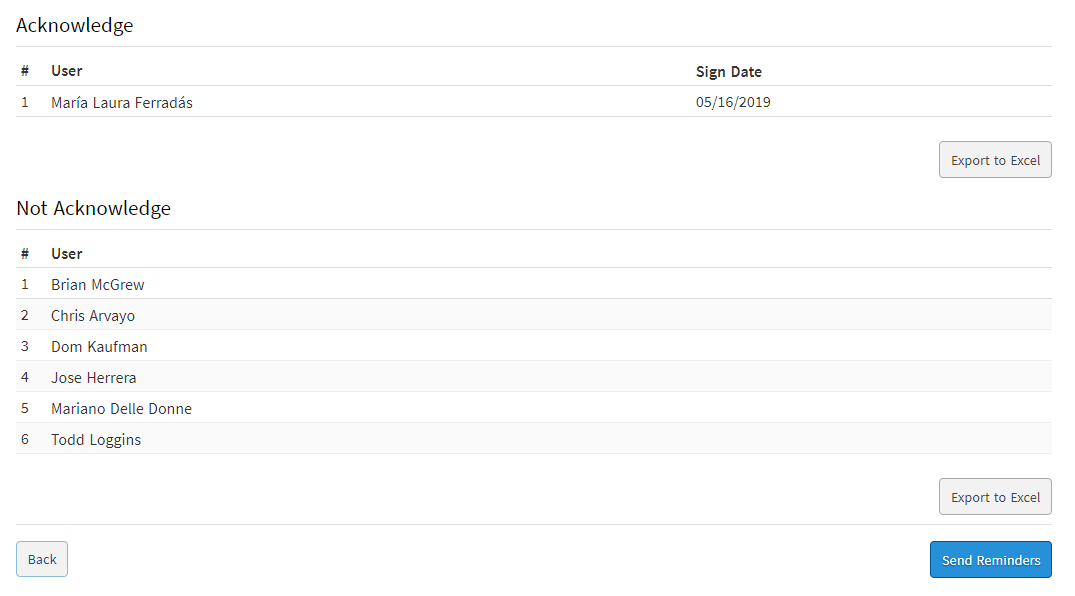 Acknowledge
# User Sign Date
1 María Laura Ferradás 05/16/2019
Export to Excel
Not Acknowledge
# User
1 Brian McGrew
2 Chris Arvayo
3 Dom Kaufman
4 Jose Herrera
5 Mariano Delle Donne
6 Todd Loggins
Export to Excel
Back Send Reminders